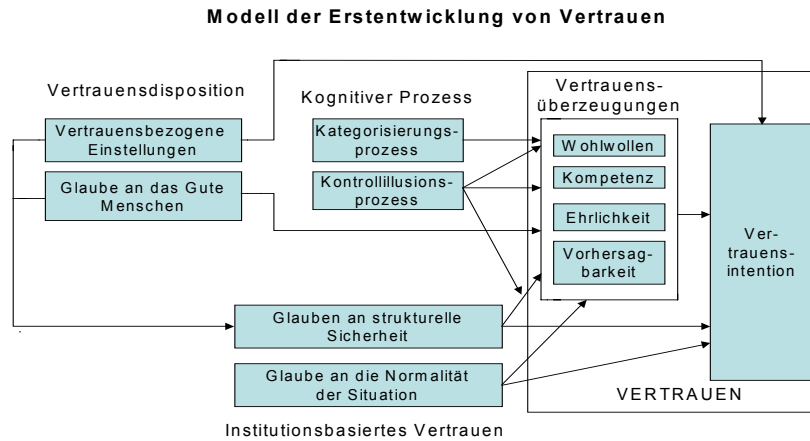 Modell der Erstentwicklung von Vertrauen
Vertrauensdisposition
Vertrauensbezogene
Einstellungen
Glaube an das Gute
Menschen
Kognitiver Prozess
Kategorisierungs-
prozess
Kontrollillusions-
prozess
Vertrauens-
überzeugungen
Wohlwollen
Kompetenz
Ehrlichkeit
Vorhersag-
barkeit
Ver-
trauens-
intention
Glauben an strukturelle
Sicherheit
Glaube an die Normalität
der Situation
VERTRAUEN
Institutionsbasiertes Vertrauen